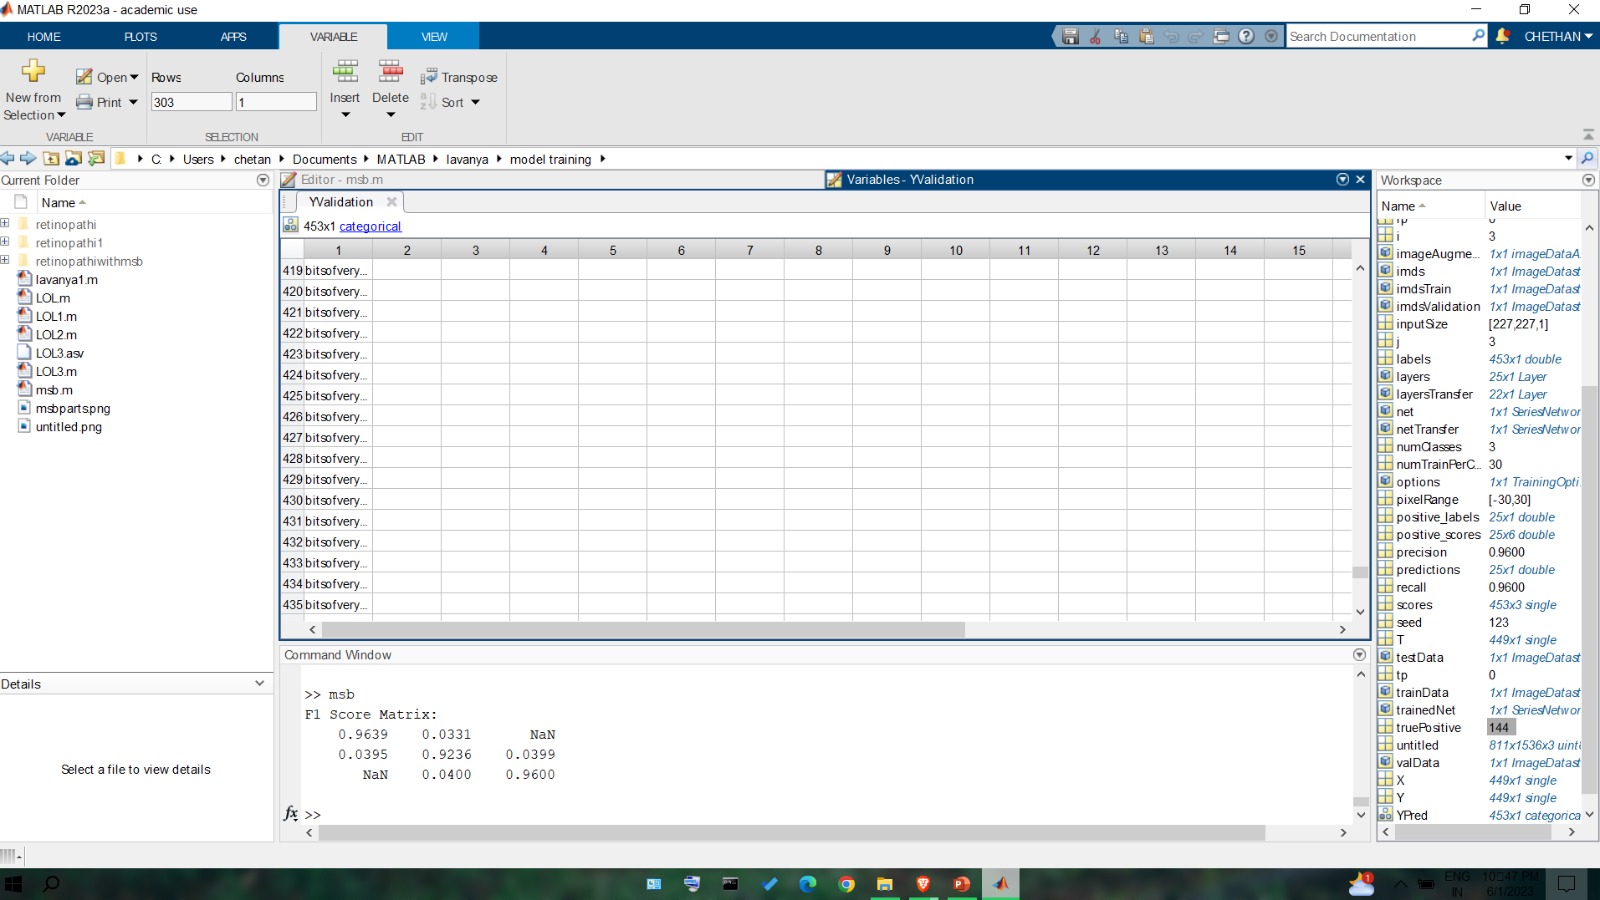 MATLAB R2023a - academic use
HOME PLOTS APPS VARIABLE VIEW
Search Documentation
CHETHAN
New from
Selection
Open
Print
Rows Columns
303 1
Insert
Delete
Transpose
Sort
VARIABLE SELECTION EDIT
C: Users chetan Documents MATLAB lavanya model training
Current Folder
Name
retinopathi
retinopathi1
retinopathiwithmsb
lavanya1.m
LOL.m
LOL1.m
LOL2.m
LOL3.asv
LOL3.m
msb.m
msbparts.png
untitled.png
Details
Select a file to view details
Editor - msb.m
Variables - YValidation
YValidation
453x1 categorical
1 2 3 4 5 6 7 8 9 10 11 12 13 14 15
419 bitsofvery...
420 bitsofvery...
421 bitsofvery...
422 bitsofvery...
423 bitsofvery...
424 bitsofvery...
425 bitsofvery...
426 bitsofvery...
427 bitsofvery...
428 bitsofvery...
429 bitsofvery...
430 bitsofvery...
431 bitsofvery...
432 bitsofvery...
433 bitsofvery...
434 bitsofvery...
435 bitsofvery...
Command Window
>> msb
F1 Score Matrix:
0.9639 0.0331 NaN
0.0395 0.9236 0.0399
NaN 0.0400 0.9600
fx >>
Workspace
Name Value
i 3
imageAugme... 1x1 imageDataA
imds 1x1 ImageDatast
imdsTrain 1x1 ImageDatast
imdsValidation 1x1 ImageDatast
inputSize [227,227,1]
j 3
labels 453x1 double
layers 25x1 Layer
layersTransfer 22x1 Layer
net 1x1 SeriesNetwor
netTransfer 1x1 SeriesNetwor
numClasses 3
numTrainPerC... 30
options 1x1 TrainingOpti
pixelRange [-30,30]
positive_labels 25x1 double
positive_scores 25x6 double
precision 0.9600
predictions 25x1 double
recall 0.9600
scores 453x3 single
seed 123
T 449x1 single
testData 1x1 ImageDatast
tp 0
trainData 1x1 ImageDatast
trainedNet 1x1 SeriesNetwor
truePositive 144
untitled 811x1536x3 uint
valData 1x1 ImageDatast
X 449x1 single
Y 449x1 single
YPred 453x1 categorica
ENG
IN
10:47 PM
6/1/2023